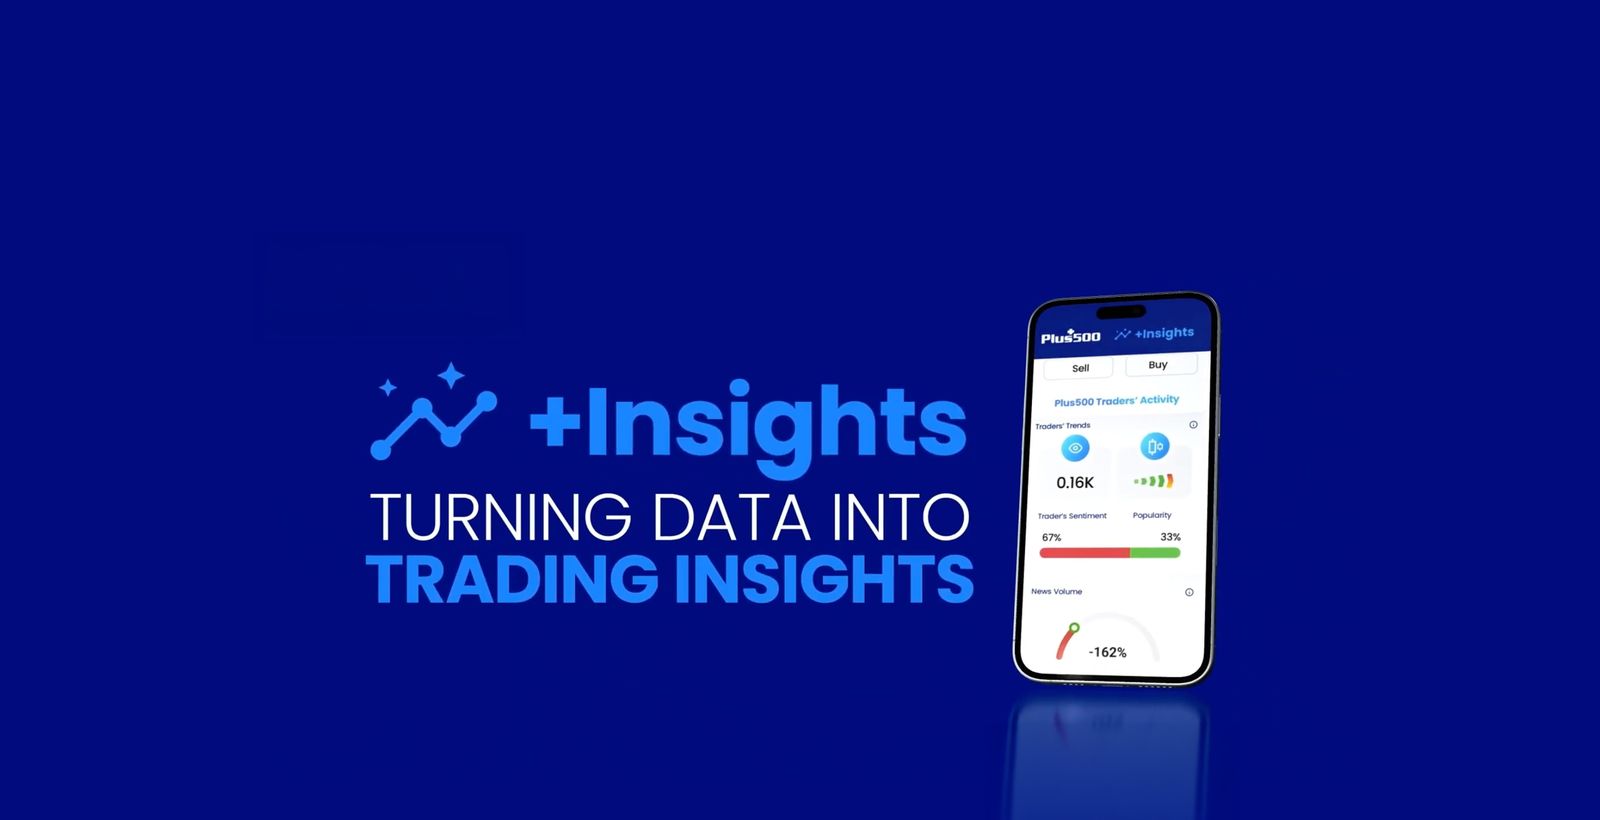 +Insights
TURNING DATA INTO
TRADING INSIGHTS
Plus500 +Insights
Sell Buy
Plus500 Traders' Activity
Traders' Trends
0.16K
Trader's Sentiment Popularity
67% 33%
News Volume
-162%